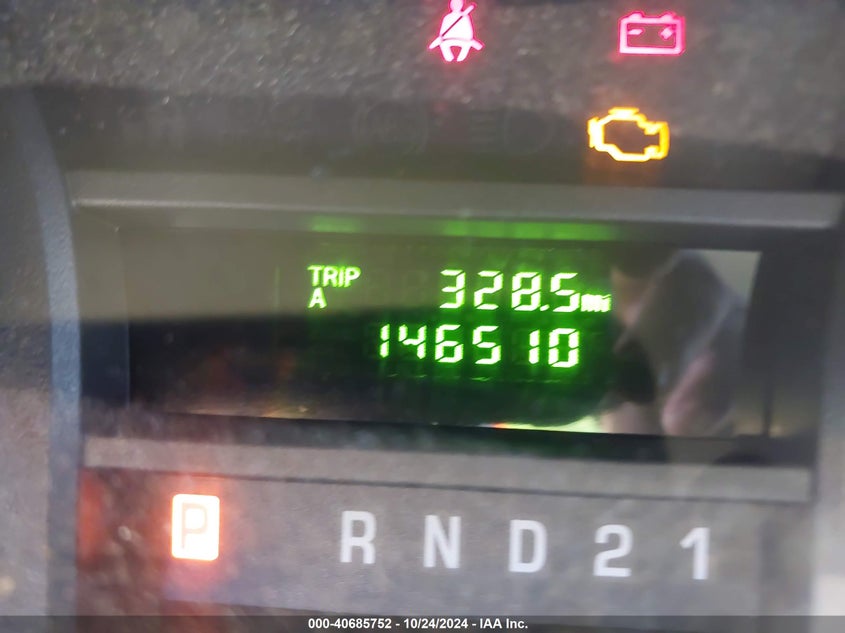 TRIP 328.5mi
A
146510
P R N D 2 1
000-40685752 - 10/24/2024 - IAA Inc.